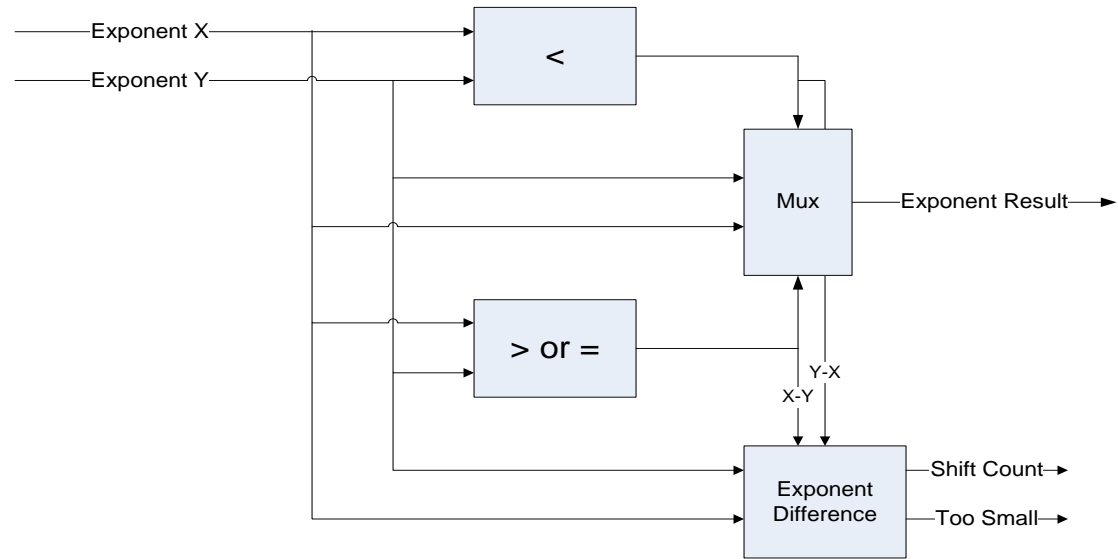 Exponent X
<
Exponent Y
Mux
Exponent Result
> or =
Y-X
X-Y
Shift Count
Exponent
Difference
Too Small